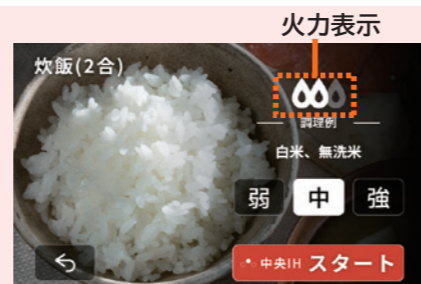 火力表示
炊飯(2合)
調理例
白米、無洗米
弱 中 強
中央IH スタート